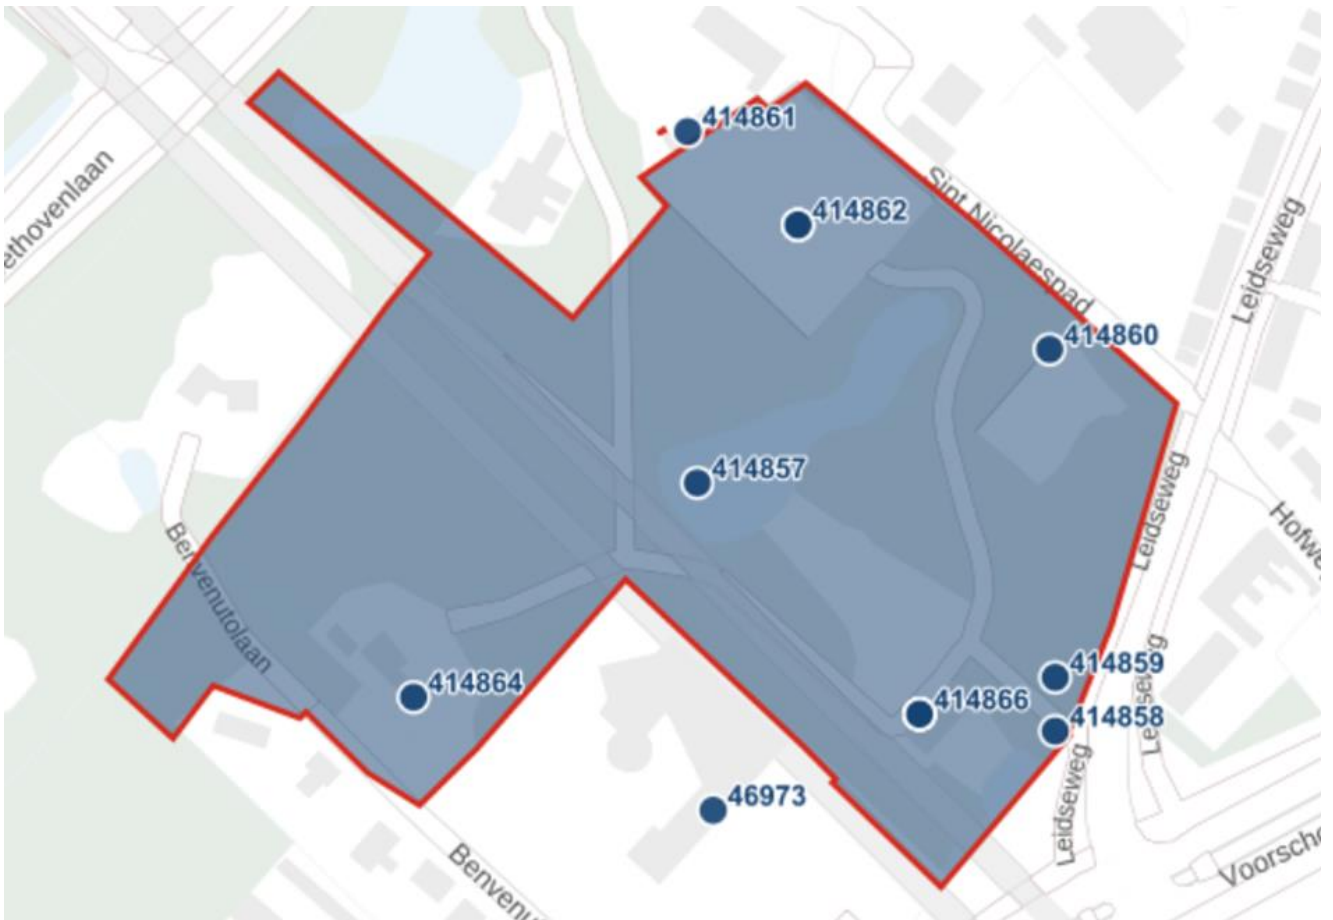 414861
ethovenlaan
414862
Sint Nicolaespad
Leidseweg
414860
414857
Leidseweg
Hofwe
Benvenutolaan
414864
414859
414866
Leidseweg
414858
Leidseweg
46973
Voorscho
Benvenu